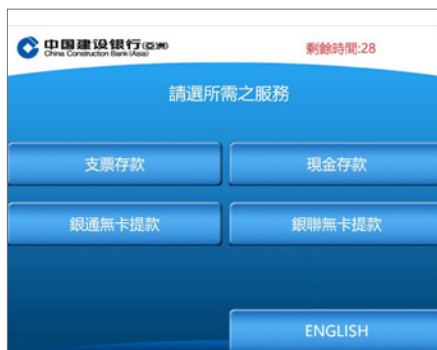 中国建设银行(亞洲)
China Construction Bank (Asia)
剩餘時間:28
請選所需之服務
支票存款
現金存款
銀通無卡提款
銀聯無卡提款
ENGLISH